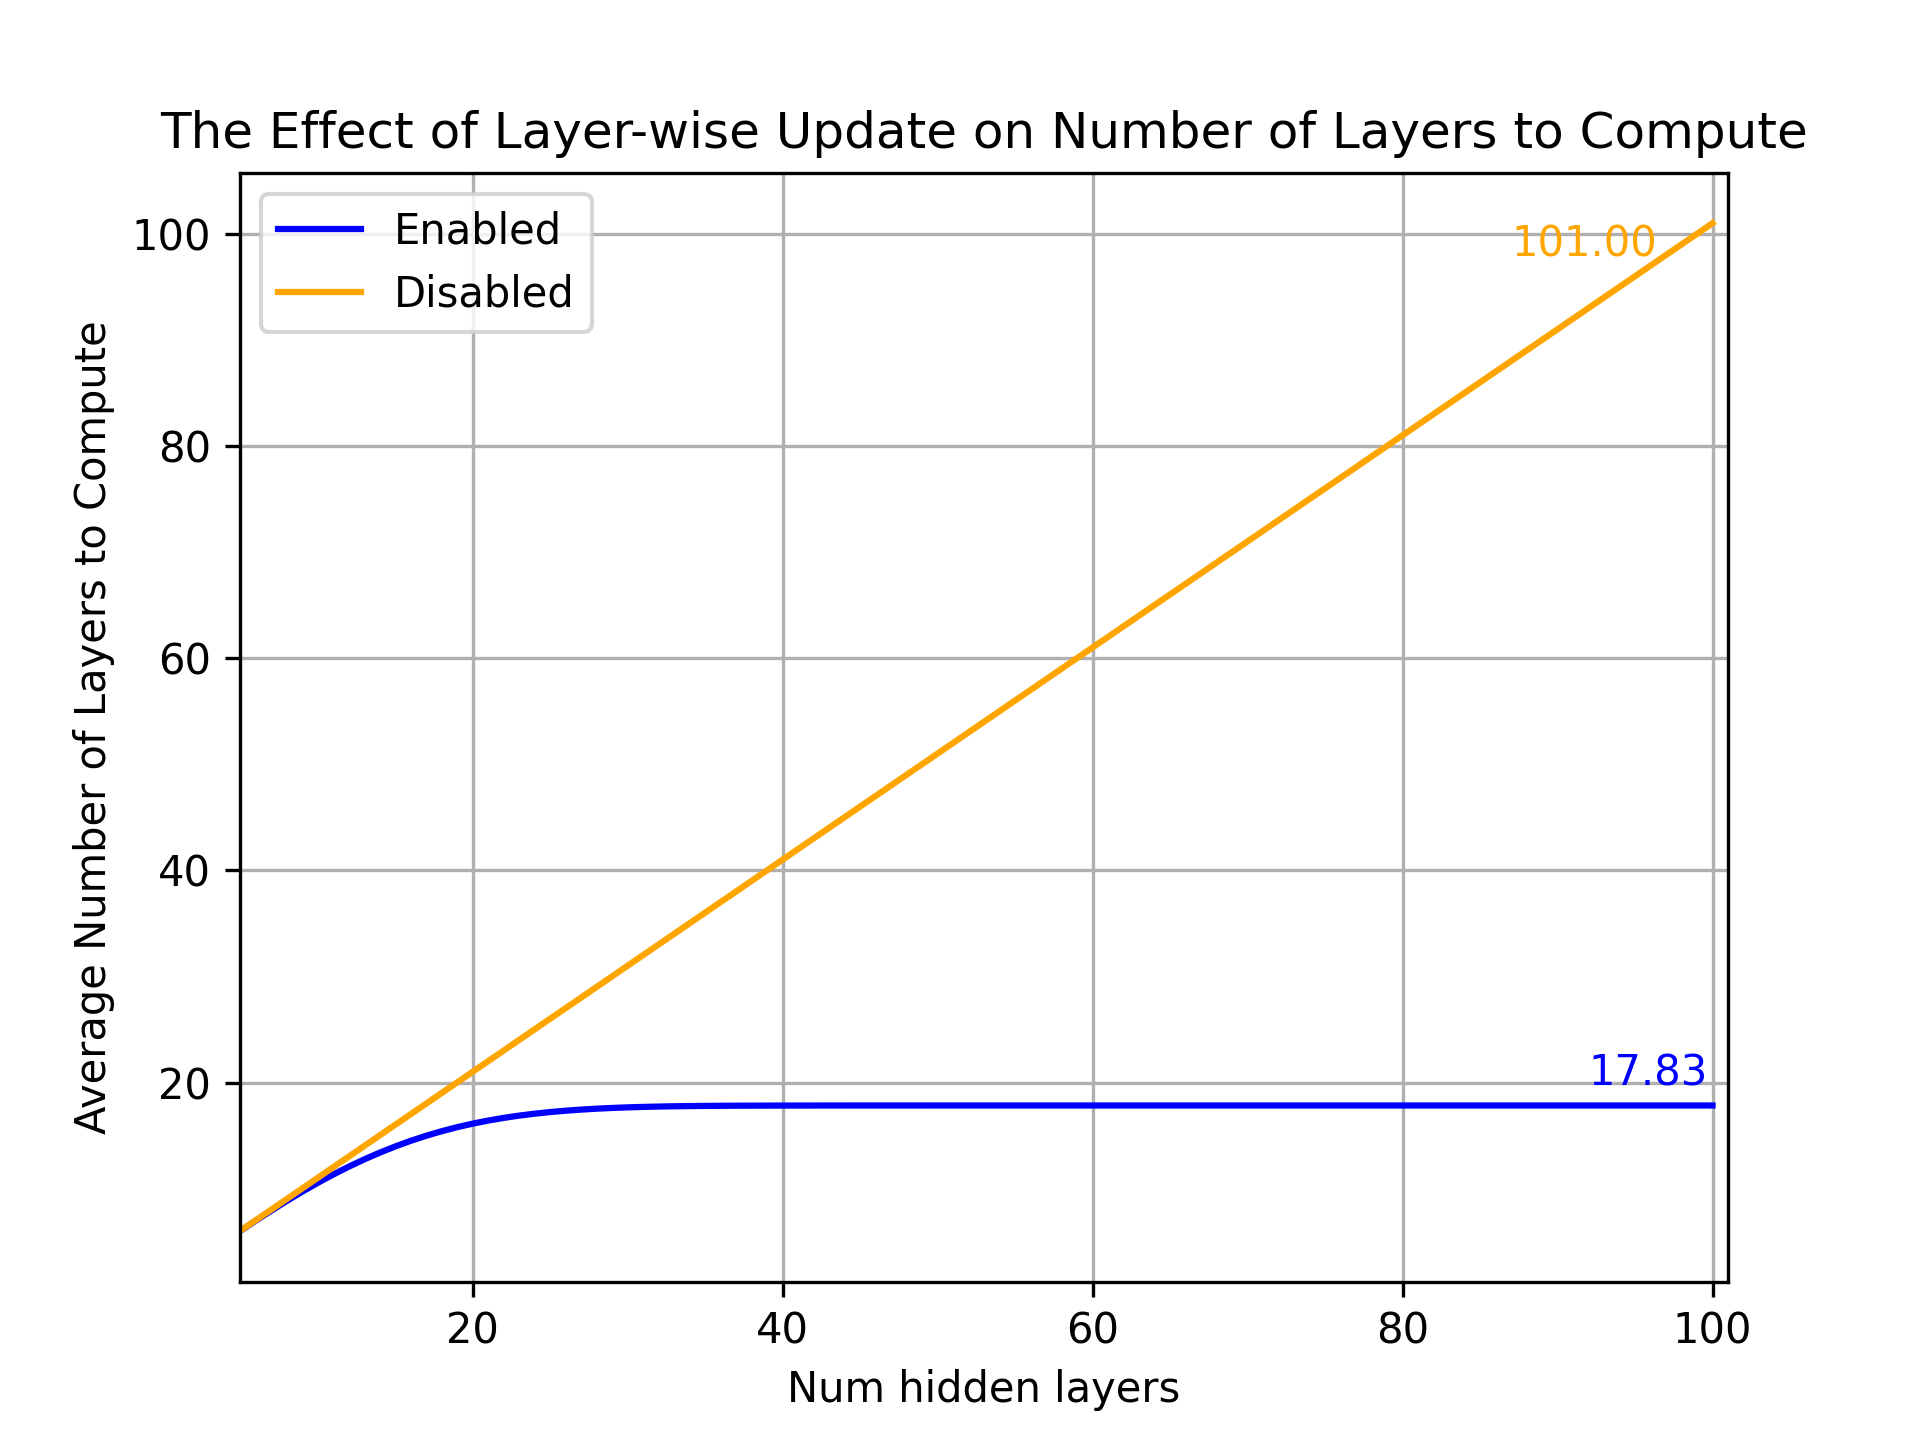 The Effect of Layer-wise Update on Number of Layers to Compute
Enabled
Disabled
101.00
17.83
100
80
60
40
20
Average Number of Layers to Compute
20
40
60
80
100
Num hidden layers